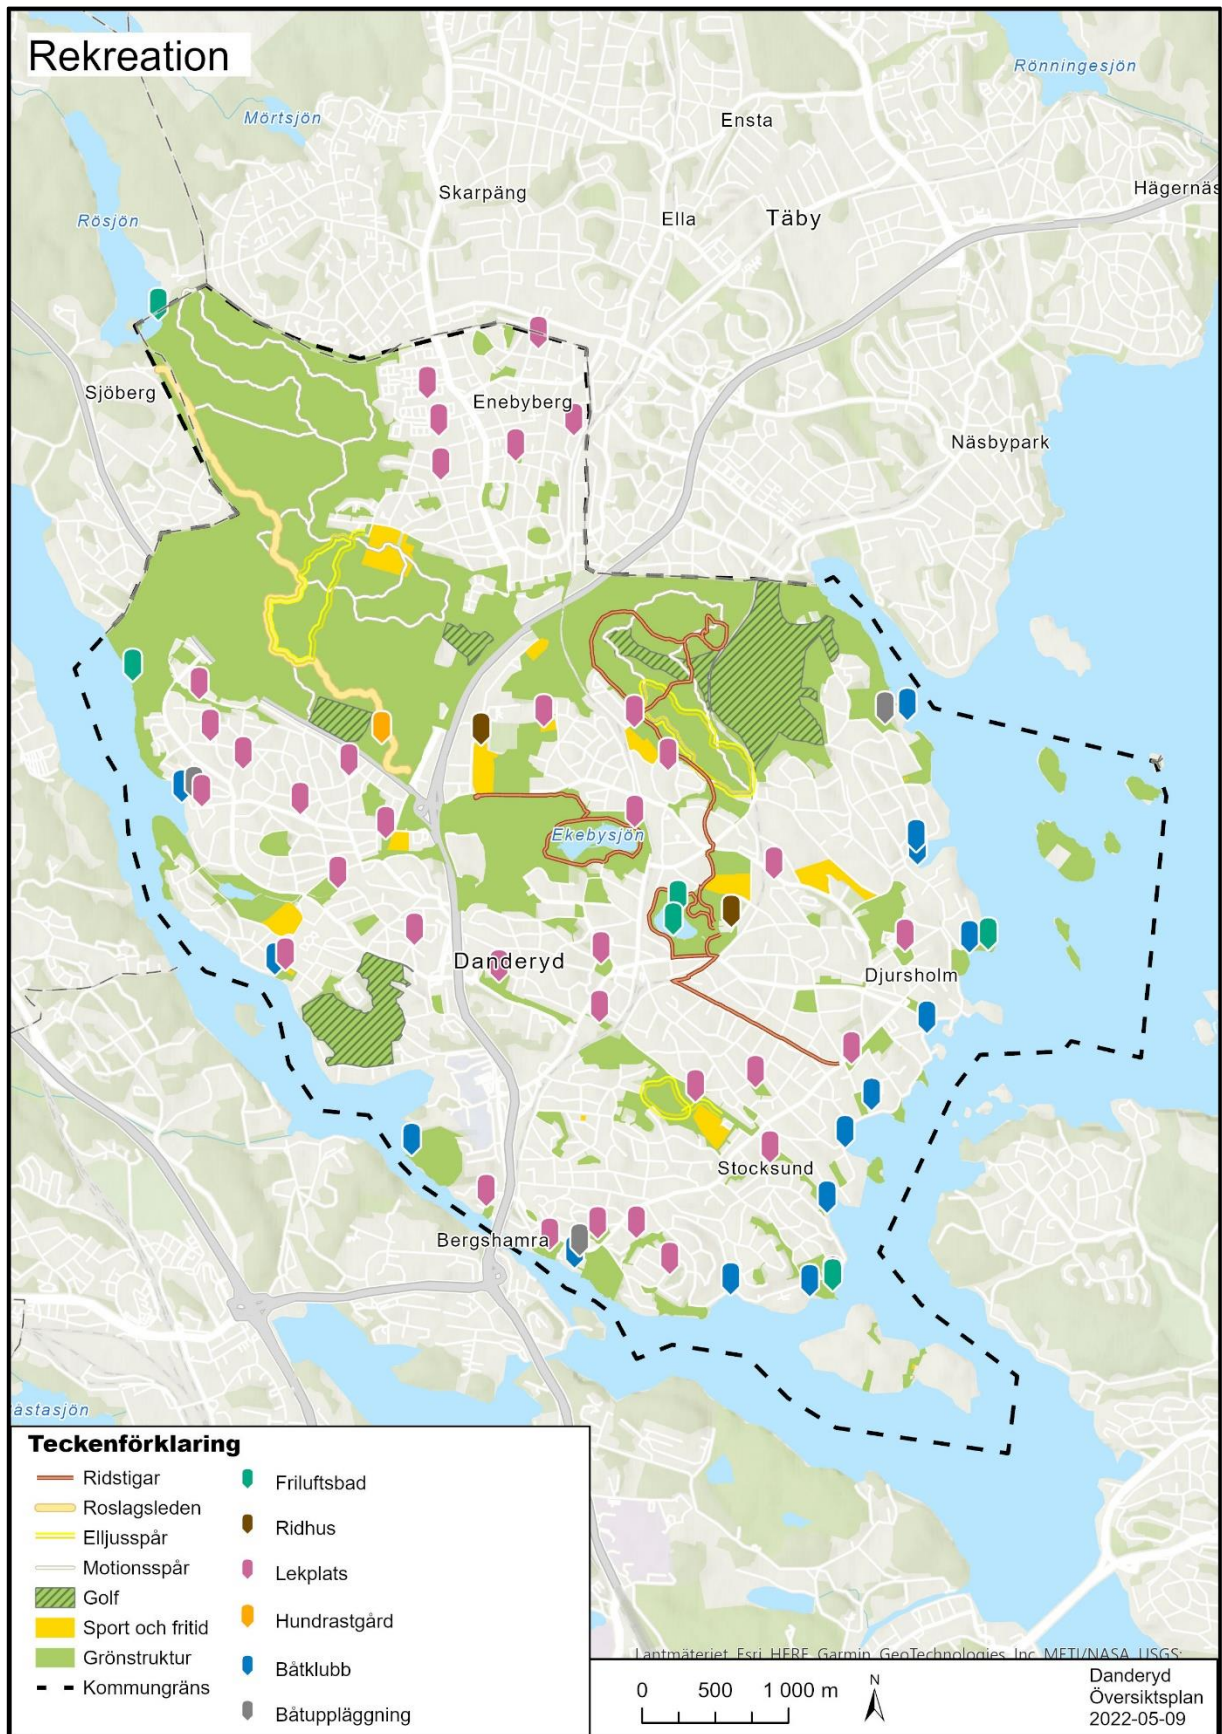 Rekreation
Rönningesjön
Mörtsjön
Ensta
Skarpäng
Hägernäs
Ella
Täby
Rösjön
Sjöberg
Enebyberg
Näsbypark
Ekebysjön
Danderyd
Djursholm
Stocksund
Bergshamra
åstasjön
Teckenförklaring
Ridstigar
Roslagsleden
Elljusspår
Motionsspår
Golf
Sport och fritid
Grönstruktur
Kommungräns
Friluftsbad
Ridhus
Lekplats
Hundrastgård
Båtklubb
Båtuppläggning
Lantmäteriet, Esri, HERE, Garmin, GeoTechnologies, Inc, METI/NASA, USGS;
0 500 1 000 m
N
Danderyd
Översiktsplan
2022-05-09